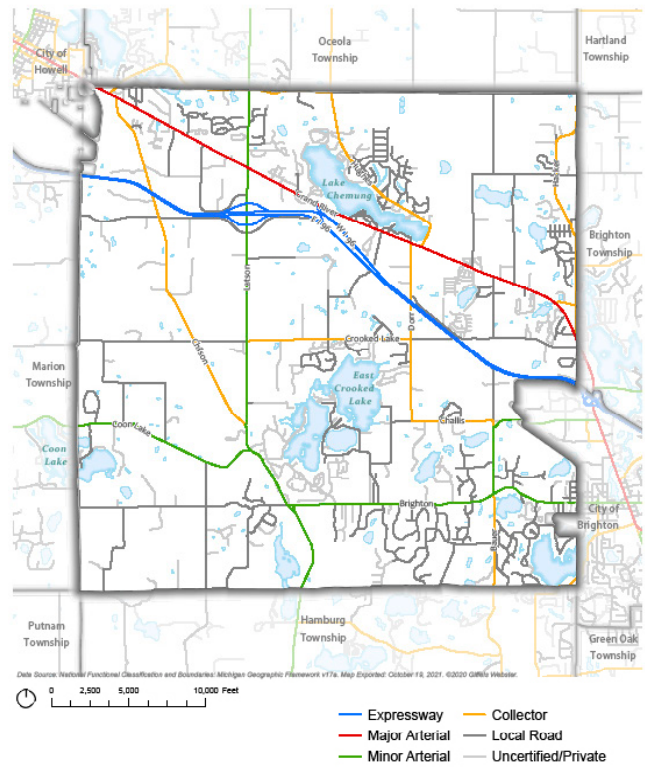 City of
Howell
Oceola
Township
Hartland
Township
Hughes
Hacker
Lake
Chemung
Grand River
E I-96
W I-96
Brighton
Township
Latson
Dorr
Chilson
Crooked Lake
Marion
Township
East
Crooked
Lake
Coon Lake
Challis
Coon
Lake
Brighton
City of
Brighton
Bauer
Putnam
Township
Hamburg
Township
Green Oak
Township
Data Source: National Functional Classification and Boundaries: Michigan Geographic Framework v17a. Map Exported: October 19, 2021. ©2020 Giffels Webster.
0 2,500 5,000 10,000 Feet
Expressway Collector
Major Arterial Local Road
Minor Arterial Uncertified/Private